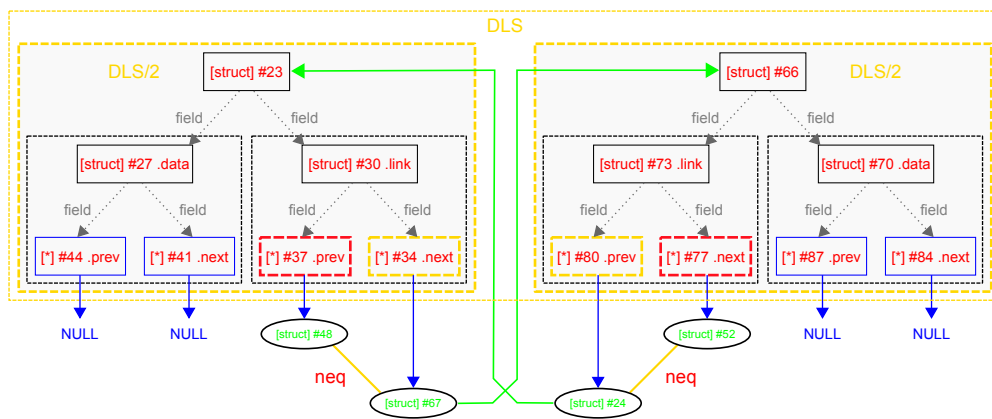 DLS
DLS/2
[struct] #23
[struct] #66
DLS/2
field
field
field
field
[struct] #27 .data
[struct] #30 .link
[struct] #73 .link
[struct] #70 .data
field
field
field
field
field
field
field
field
[*] #44 .prev
[*] #41 .next
[*] #37 .prev
[*] #34 .next
[*] #80 .prev
[*] #77 .next
[*] #87 .prev
[*] #84 .next
NULL
NULL
[struct] #48
[struct] #52
NULL
NULL
neq
neq
[struct] #67
[struct] #24